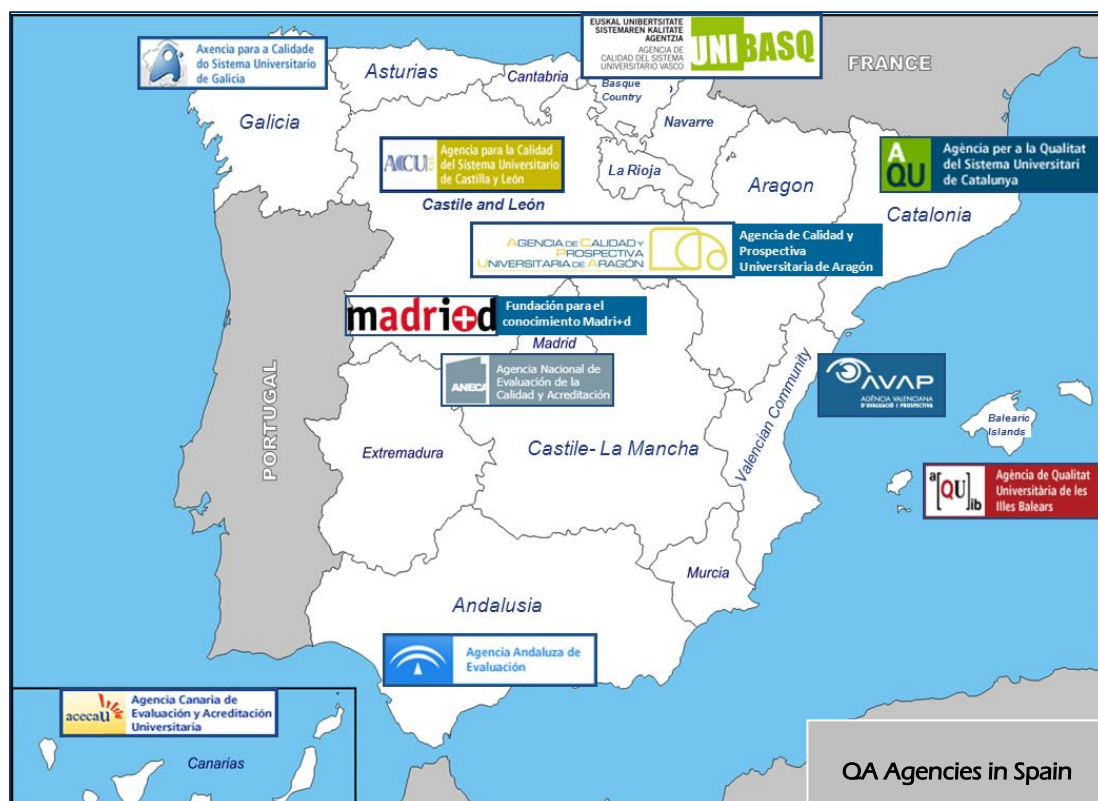 Axencia para a Calidade
do Sistema Universitario
de Galicia
EUSKAL UNIBERTSITATE
SISTEMAREN KALITATE
AGENTZIA
AGENCIA DE
CALIDAD DEL SISTEMA
UNIVERSITARIO VASCO
UNIBASQ
FRANCE
Asturias
Cantabria
Basque
Country
Galicia
Navarre
ACCU
Agencia para la Calidad
del Sistema Universitario
de Castilla y León
La Rioja
Aragon
AQU
Agència per a la Qualitat
del Sistema Universitari
de Catalunya
Castile and León
Catalonia
AGENCIA DE CALIDAD Y
PROSPECTIVA
UNIVERSITARIA DE ARAGÓN
Agencia de Calidad y
Prospectiva
Universitaria de Aragón
madri+d
Fundación para el
conocimiento Madri+d
Madrid
ANECA
Agencia Nacional de
Evaluación de la
Calidad y Acreditación
PORTUGAL
Valencian Community
AVAP
AGÈNCIA VALENCIANA
D'AVALUACIÓ I PROSPECTIVA
Balearic
Islands
Extremadura
Castile- La Mancha
a[QU]ib
Agència de Qualitat
Universitària de les
Illes Balears
Murcia
Andalusia
Agencia Andaluza de
Evaluación
acecau
Agencia Canaria de
Evaluación y Acreditación
Universitaria
Canarias
QA Agencies in Spain